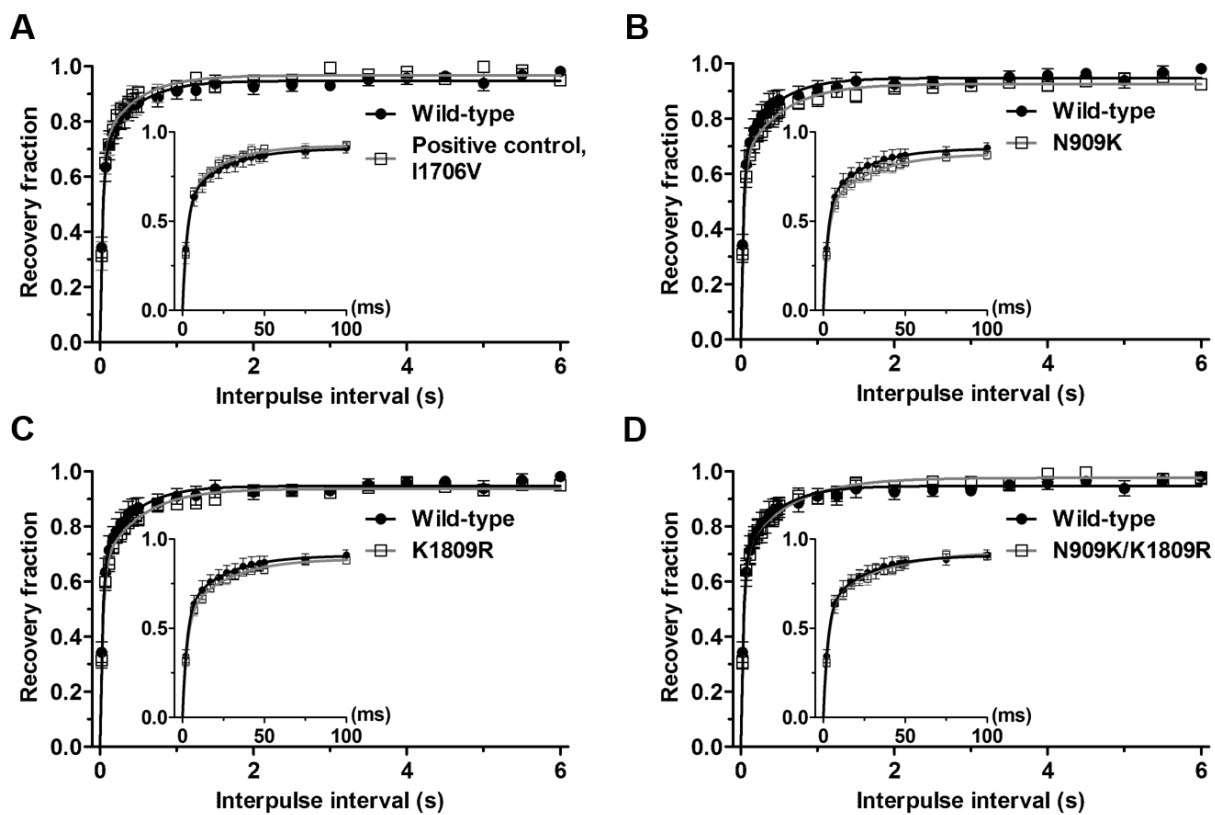 A
Recovery fraction
1.0
0.8
0.6
0.4
0.2
0.0
Wild-type
Positive control,
I1706V
1.0
0.5
0.0
0 50 100
(ms)
0 2 4 6
Interpulse interval (s)
B
Recovery fraction
1.0
0.8
0.6
0.4
0.2
0.0
Wild-type
N909K
1.0
0.5
0.0
0 50 100
(ms)
0 2 4 6
Interpulse interval (s)
C
Recovery fraction
1.0
0.8
0.6
0.4
0.2
0.0
Wild-type
K1809R
1.0
0.5
0.0
0 50 100
(ms)
0 2 4 6
Interpulse interval (s)
D
Recovery fraction
1.0
0.8
0.6
0.4
0.2
0.0
Wild-type
N909K/K1809R
1.0
0.5
0.0
0 50 100
(ms)
0 2 4 6
Interpulse interval (s)